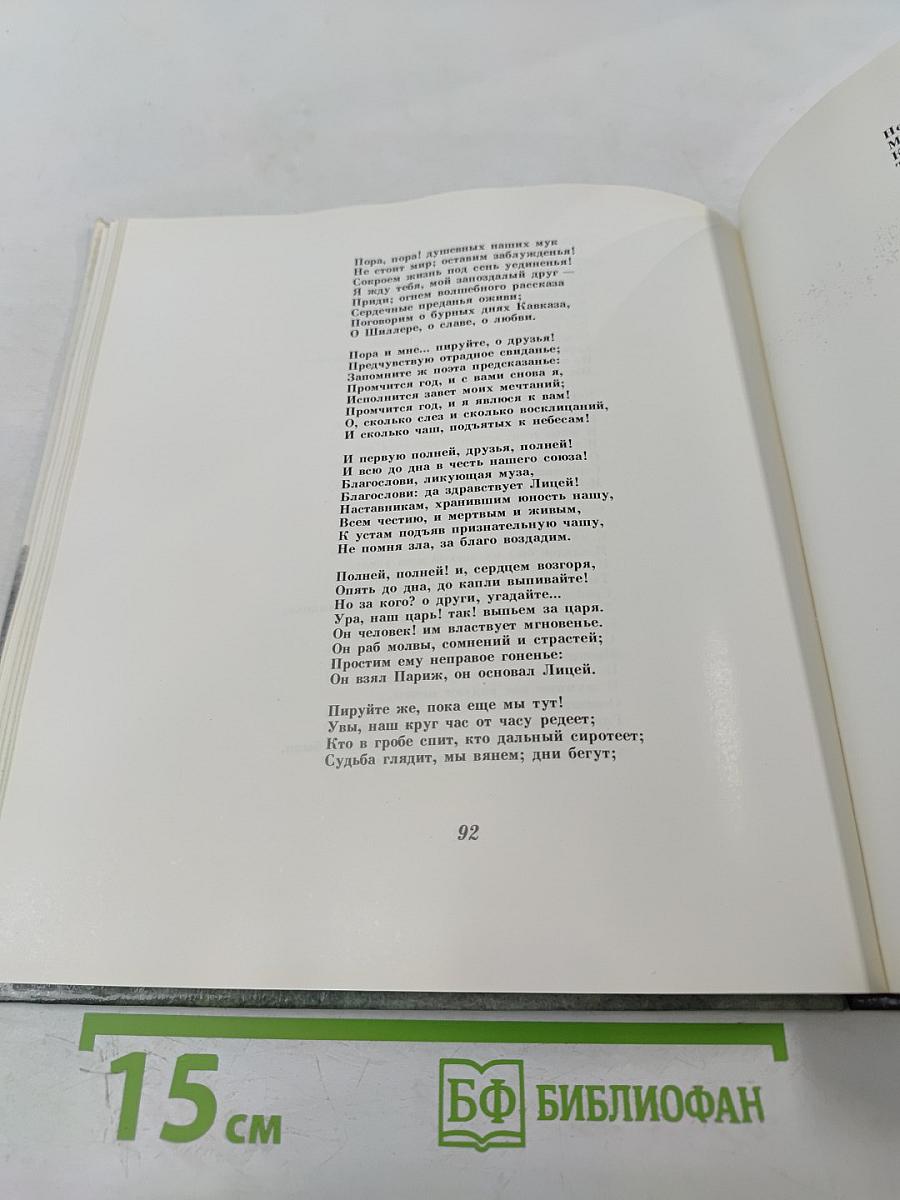 Пора, пора! душевных наших мук
Не стоит мир; оставим заблужденья!
Сокроем жизнь под сень уединенья!
Я жду тебя, мой запоздалый друг —
Приди; огнем волшебного рассказа
Сердечные преданья оживи;
Поговорим о бурных днях Кавказа,
О Шиллере, о славе, о любви.
Пора и мне... пируйте, о друзья!
Предчувствую отрадное свиданье;
Запомните ж поэта предсказанье:
Промчится год, и с вами снова я,
Исполнится завет моих мечтаний;
Промчится год, и я явлюся к вам!
О, сколько слез и сколько восклицаний,
И сколько чаш, подъятых к небесам!
И первую полней, друзья, полней!
И всю до дна в честь нашего союза!
Благослови, ликующая муза,
Благослови: да здравствует Лицей!
Наставникам, хранившим юность нашу,
Всем честию, и мертвым и живым,
К устам подъяв признательную чашу,
Не помня зла, за благо воздадим.
Полней, полней! и, сердцем возгоря,
Опять до дна, до капли выпивайте!
Но за кого? о други, угадайте...
Ура, наш царь! так! выпьем за царя.
Он человек! им властвует мгновенье.
Он раб молвы, сомнений и страстей;
Простим ему неправое гоненье:
Он взял Париж, он основал Лицей.
Пируйте же, пока еще мы тут!
Увы, наш круг час от часу редеет;
Кто в гробе спит, кто дальный сиротеет;
Судьба глядит, мы вянем; дни бегут;
92
15 см
БФ БИБЛИОФАН